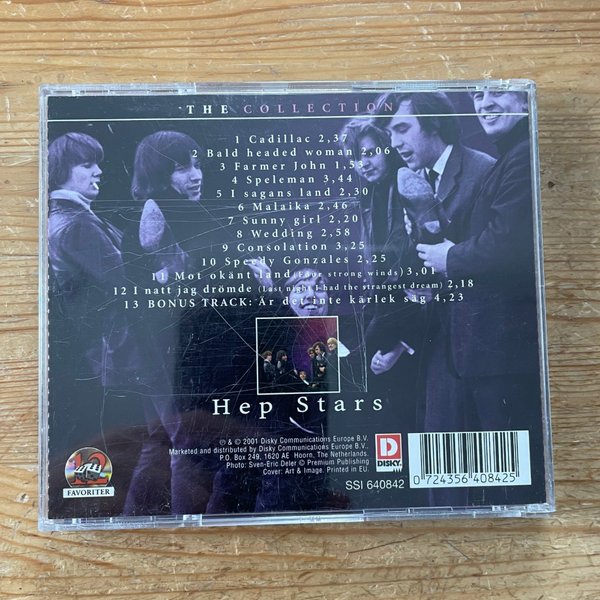 THE COLLECTION
1 Cadillac 2,37
2 Bald headed woman 2,06
3 Farmer John 1,53
4 Speleman 3,44
5 I sagans land 2,30
6 Malaika 2,46
7 Sunny girl 2,20
8 Wedding 2,58
9 Consolation 3,25
10 Speedy Gonzales 2,25
11 Mot okänt land (Four strong winds) 3,01
12 I natt jag drömde (Last night I had the strangest dream) 2,18
13 BONUS TRACK: Är det inte kärlek säg 4,23
Hep Stars
℗ & © 2001 Disky Communications Europe B.V.
Marketed and distributed by Disky Communications Europe B.V.,
P.O. Box 249, 1620 AE Hoorn, The Netherlands.
Photo: Sven-Eric Deler © Premium Publishing
Cover: Art & Image. Printed in EU.
12
FAVORITER
DISKY
SSI 640842
0 724356 408425